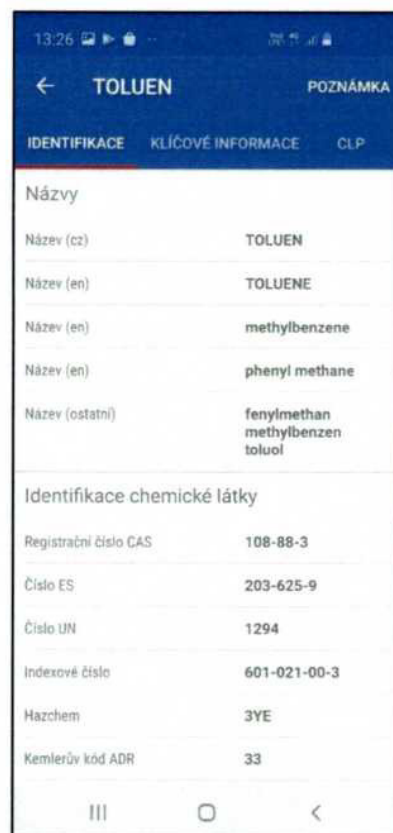 13:26
← TOLUEN POZNÁMKA
IDENTIFIKACE KLÍČOVÉ INFORMACE CLP
Názvy
Název (cz) TOLUEN
Název (en) TOLUENE
Název (en) methylbenzene
Název (en) phenyl methane
Název (ostatní) fenylmethan
methylbenzen
toluol
Identifikace chemické látky
Registrační číslo CAS 108-88-3
Číslo ES 203-625-9
Číslo UN 1294
Indexové číslo 601-021-00-3
Hazchem 3YE
Kemlerův kód ADR 33